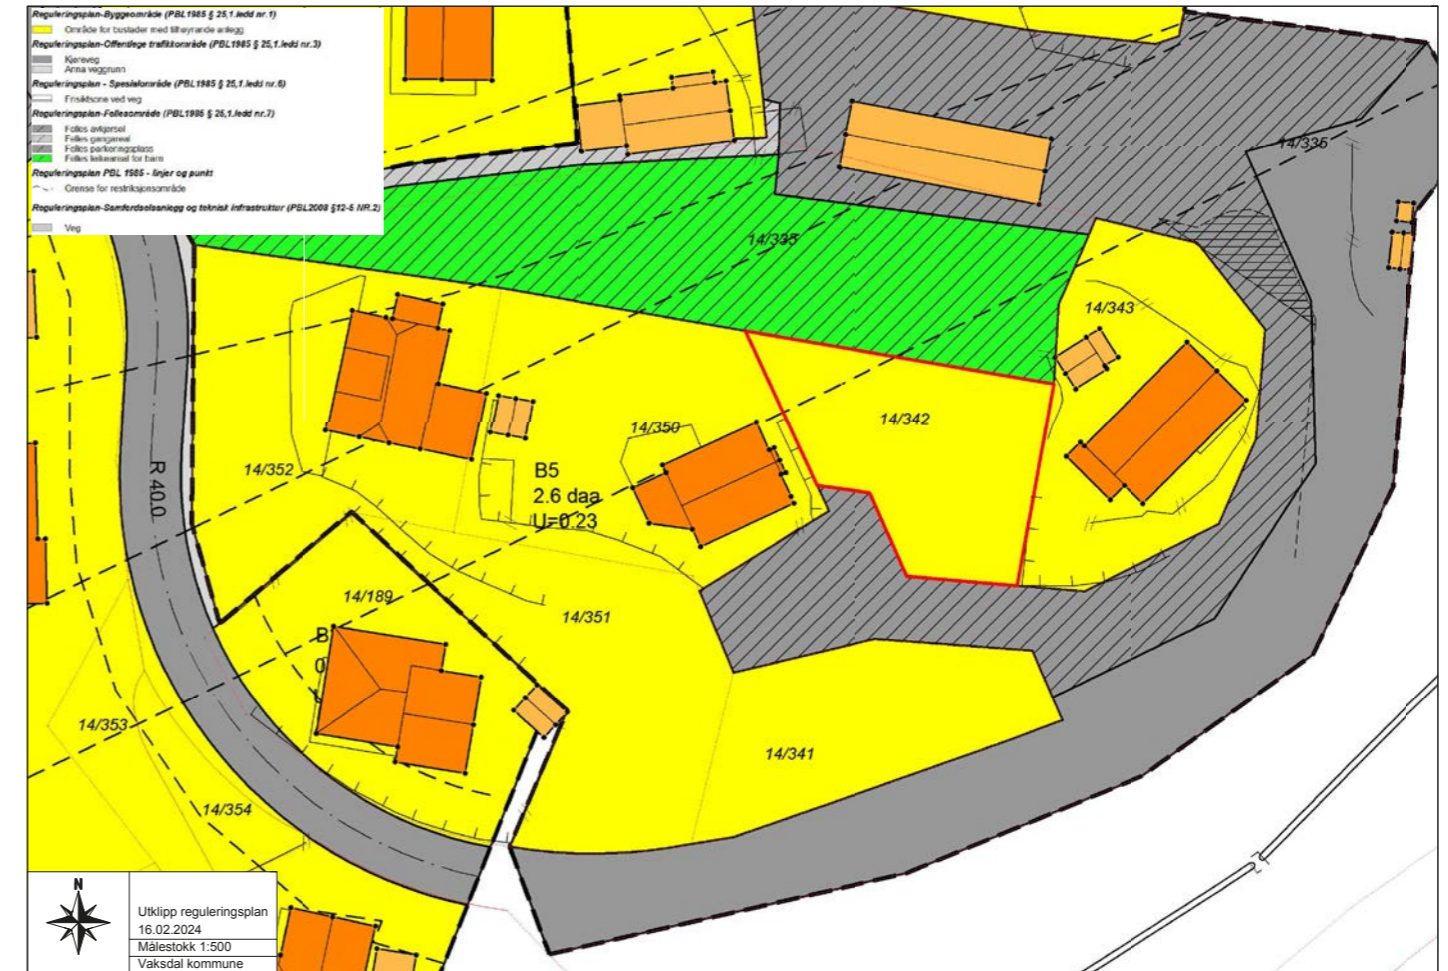 Reguleringsplan-Byggeområde (PBL1985 § 25,1.ledd nr.1)
Område for bustader med tilhøyrande anlegg
Reguleringsplan-Offentlege trafikkområde (PBL1985 § 25,1.ledd nr.3)
Køyreveg
Anna veggrunn
Reguleringsplan - Spesialområde (PBL1985 § 25,1.ledd nr.6)
Frisiktsone ved veg
Reguleringsplan-Fellesområde (PBL1985 § 25,1.ledd nr.7)
Felles avkjørsel
Felles gangareal
Felles parkeringsplass
Felles leikeareal for barn
Reguleringsplan PBL 1985 - linjer og punkt
Grense for restriksjonsområde
Reguleringsplan-Samferdselsanlegg og teknisk infrastruktur (PBL2008 §12-5 NR.2)
Veg
14/336
14/335
14/343
14/342
14/350
14/352
B5
2.6 daa
U=0.23
R 40.0
14/189
B
0
14/351
14/353
14/341
14/354
N
Utklipp reguleringsplan
16.02.2024
Målestokk 1:500
Vaksdal kommune